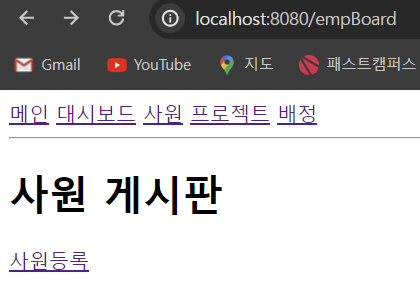 localhost:8080/empBoard
Gmail YouTube 지도 패스트캠퍼스
메인 대시보드 사원 프로젝트 배정
사원 게시판
사원등록